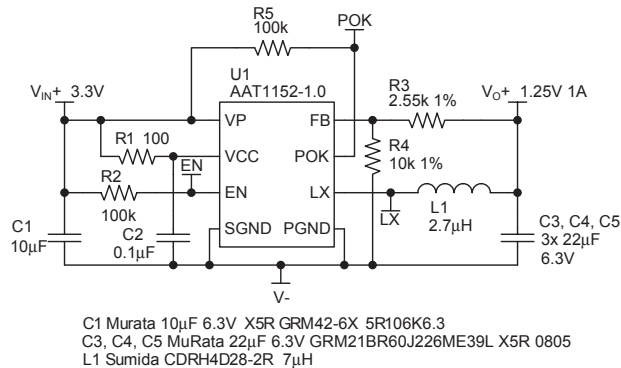 R5
100k
POK
U1
AAT1152-1.0
VIN+ 3.3V
R3
2.55k 1%
VO+ 1.25V 1A
VP
FB
R1 100
R4
10k 1%
VCC
POK
EN
R2
100k
EN
LX
LX
L1
2.7µH
C1
10µF
C2
0.1µF
SGND
PGND
C3, C4, C5
3x 22µF
6.3V
V-
C1 Murata 10µF 6.3V X5R GRM42-6X 5R106K6.3
C3, C4, C5 MuRata 22µF 6.3V GRM21BR60J226ME39L X5R 0805
L1 Sumida CDRH4D28-2R 7µH